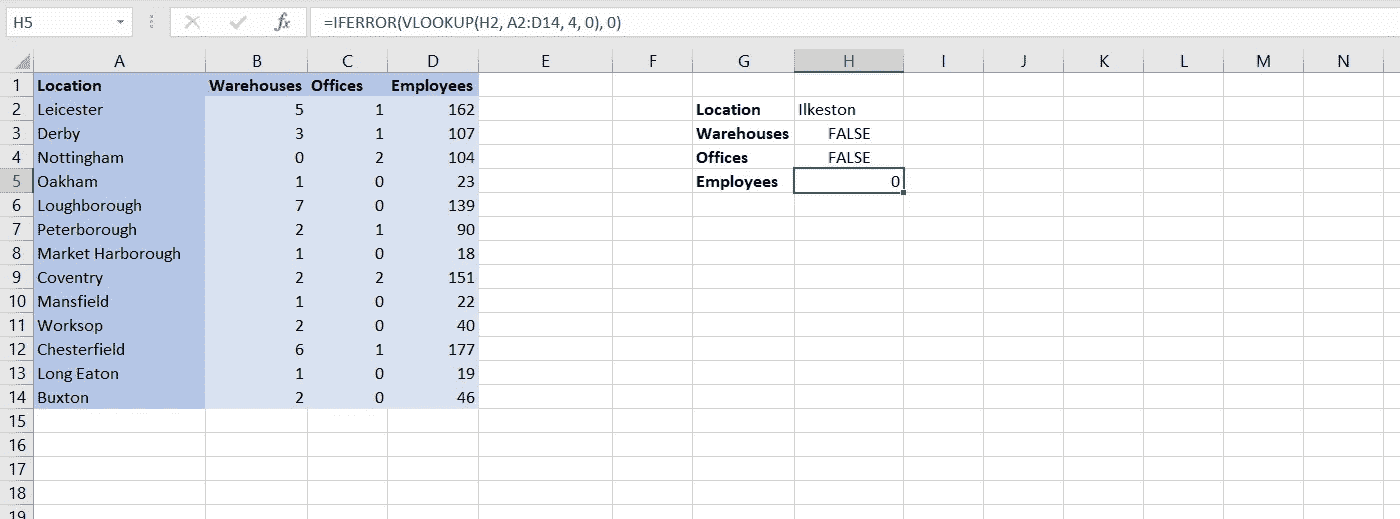 H5 fx =IFERROR(VLOOKUP(H2, A2:D14, 4, 0), 0)
A B C D E F G H I J K L M N
1 Location Warehouses Offices Employees
2 Leicester 5 1 162 Location Ilkeston
3 Derby 3 1 107 Warehouses FALSE
4 Nottingham 0 2 104 Offices FALSE
5 Oakham 1 0 23 Employees 0
6 Loughborough 7 0 139
7 Peterborough 2 1 90
8 Market Harborough 1 0 18
9 Coventry 2 2 151
10 Mansfield 1 0 22
11 Worksop 2 0 40
12 Chesterfield 6 1 177
13 Long Eaton 1 0 19
14 Buxton 2 0 46
15
16
17
18
19